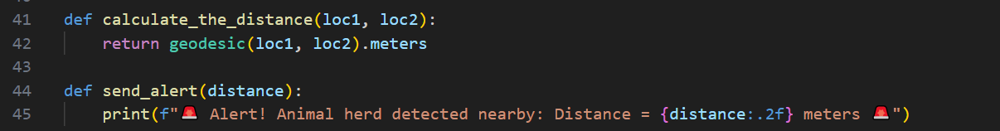 41 def calculate_the_distance(loc1, loc2):
42     return geodesic(loc1, loc2).meters
43
44 def send_alert(distance):
45     print(f"🚨 Alert! Animal herd detected nearby: Distance = {distance:.2f} meters 🚨")